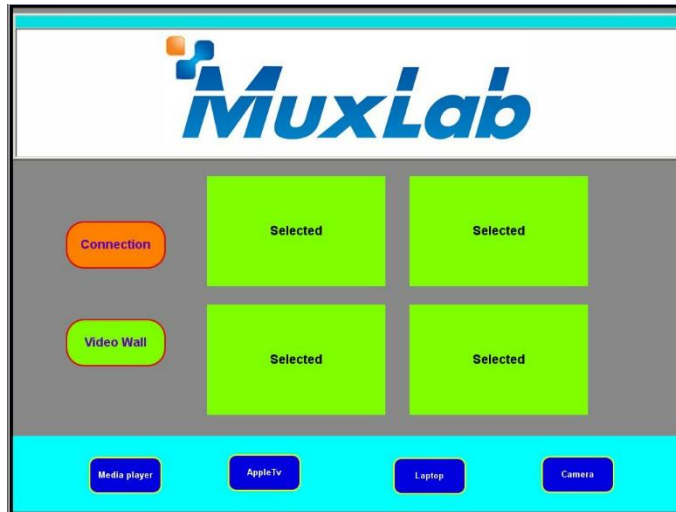 MuxLab
Selected
Selected
Connection
Video Wall
Selected
Selected
Media player
AppleTv
Laptop
Camera